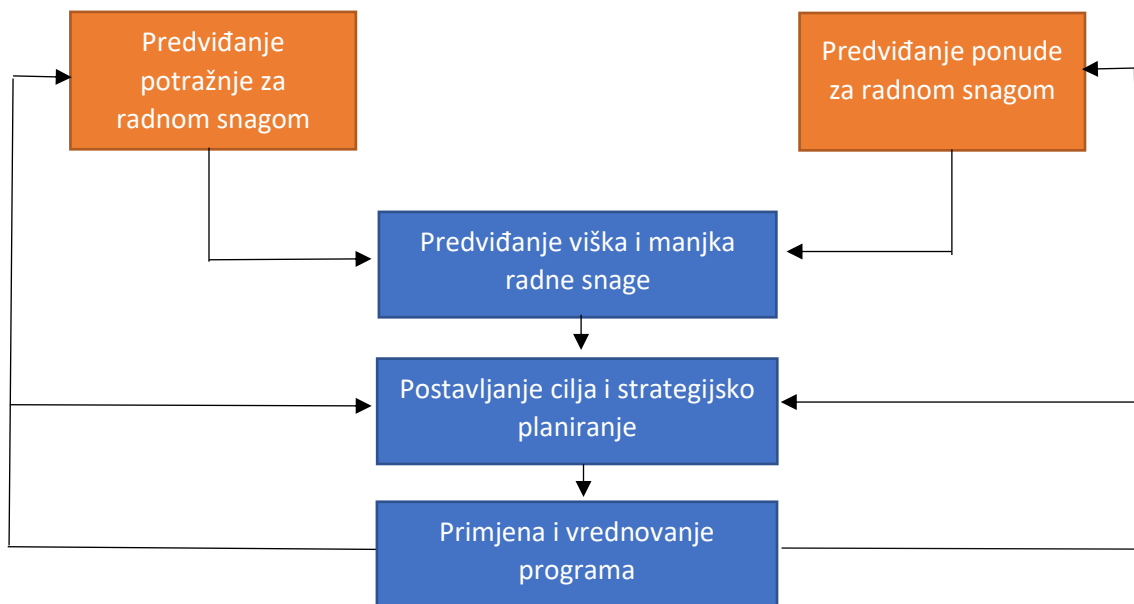 Predviđanje
potražnje za
radnom snagom
Predviđanje ponude
za radnom snagom
Predviđanje viška i manjka
radne snage
Postavljanje cilja i strategijsko
planiranje
Primjena i vrednovanje
programa